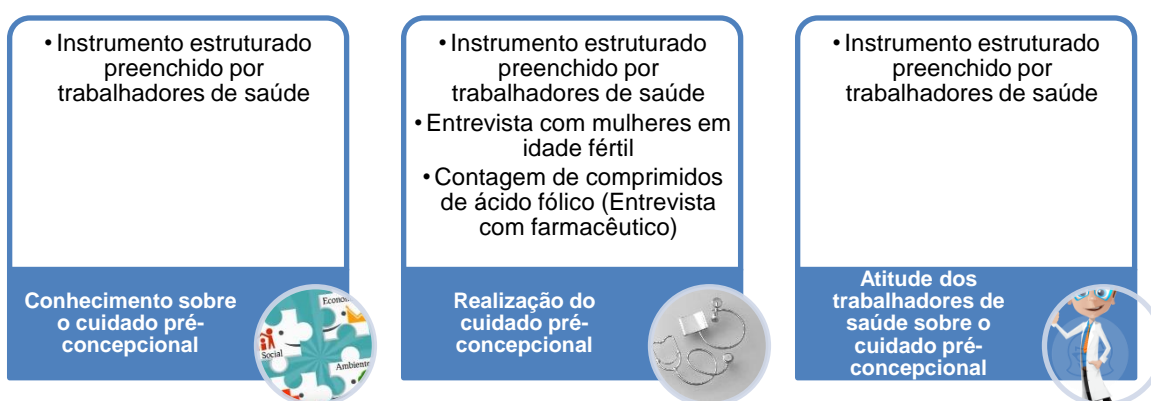 • Instrumento estruturado
preenchido por
trabalhadores de saúde
Conhecimento sobre
o cuidado pré-
concepcional
Social
Ambiente
• Instrumento estruturado
preenchido por
trabalhadores de saúde
• Entrevista com mulheres em
idade fértil
• Contagem de comprimidos
de ácido fólico (Entrevista
com farmacêutico)
Realização do
cuidado pré-
concepcional
• Instrumento estruturado
preenchido por
trabalhadores de saúde
Atitude dos
trabalhadores de
saúde sobre o
cuidado pré-
concepcional